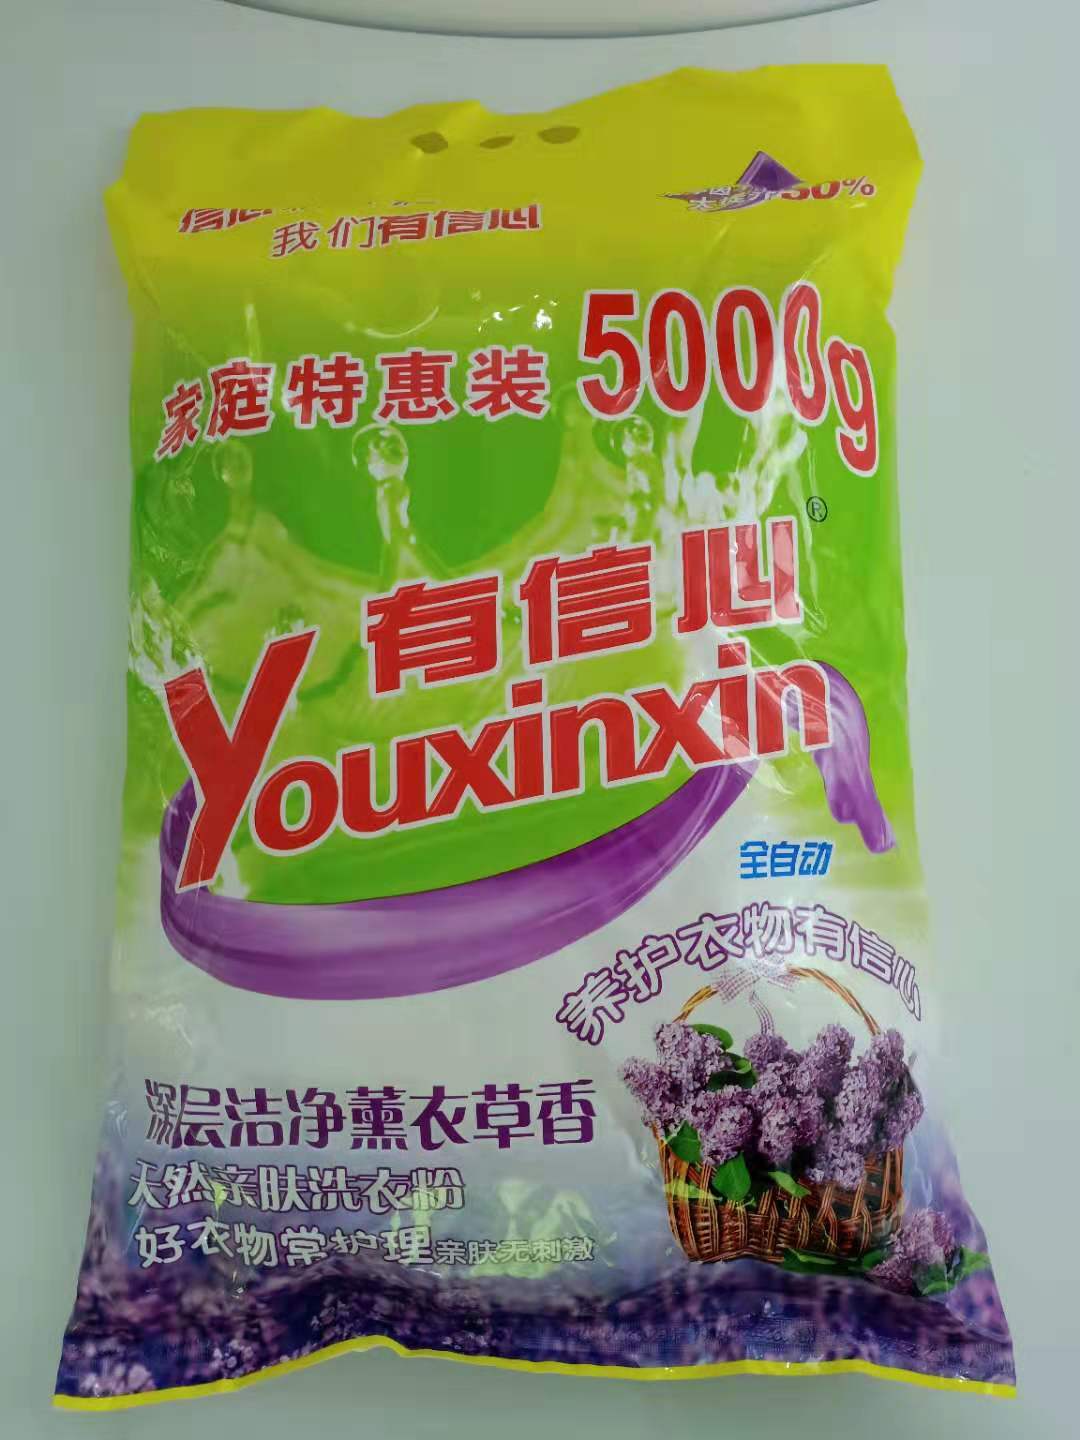 我们有信心
50%
家庭特惠装 5000g
有信心®
Youxinxin
全自动
养护衣物有信心
深层洁净薰衣草香
天然亲肤洗衣粉
好衣物常护理亲肤无刺激